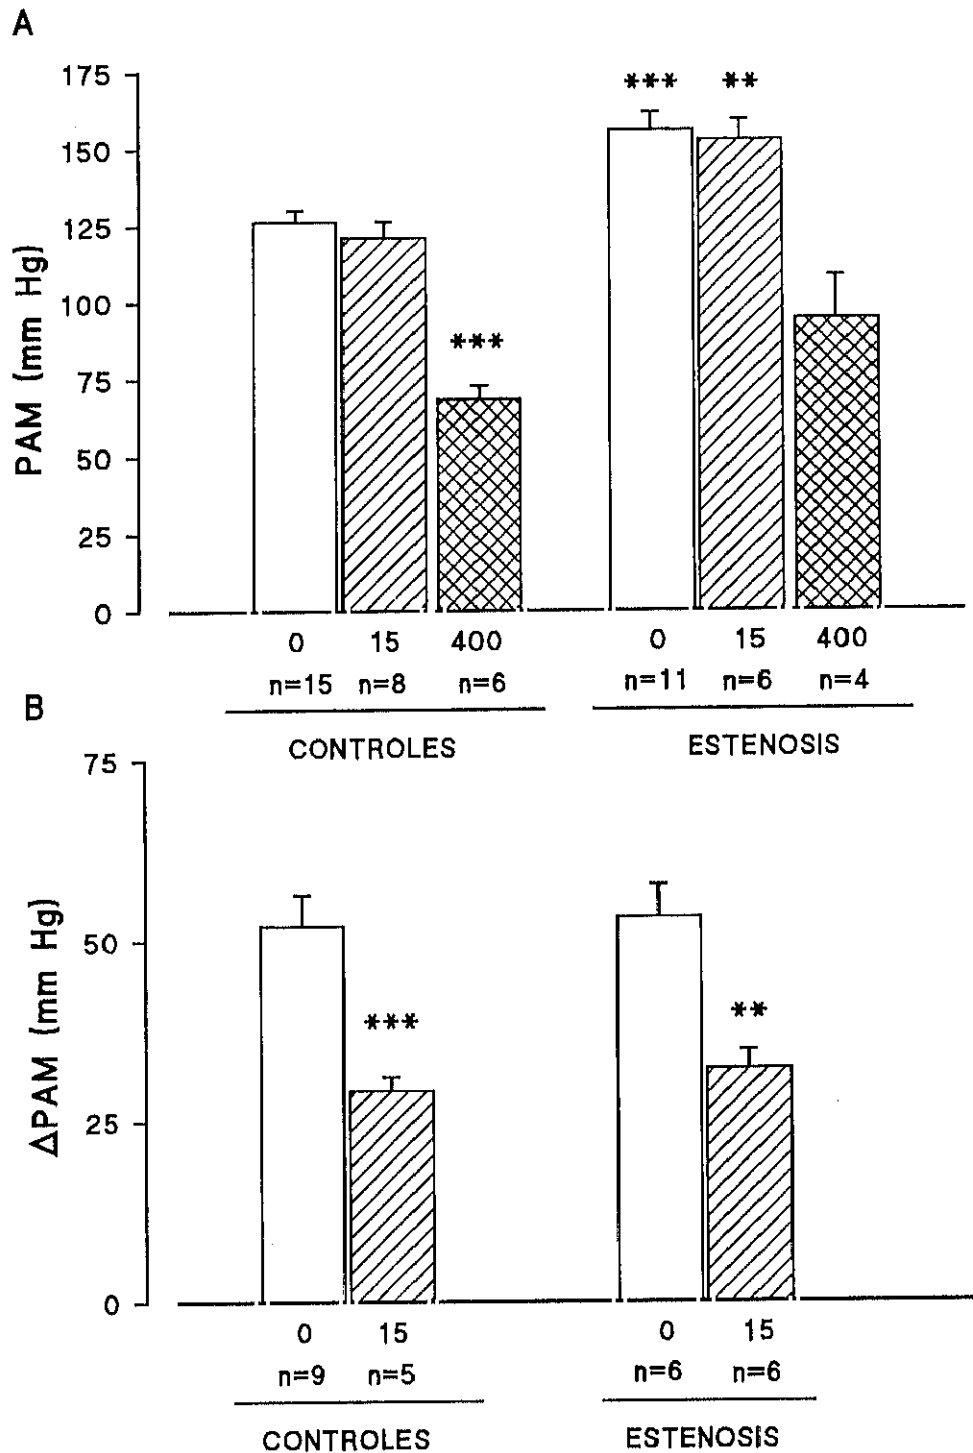 A
PAM (mm Hg)
175
150
125
100
75
50
25
0
*** **
***
0 15 400 0 15 400
n=15 n=8 n=6 n=11 n=6 n=4
CONTROLES ESTENOSIS
B
ΔPAM (mm Hg)
75
50
25
0
*** **
0 15 0 15
n=9 n=5 n=6 n=6
CONTROLES ESTENOSIS